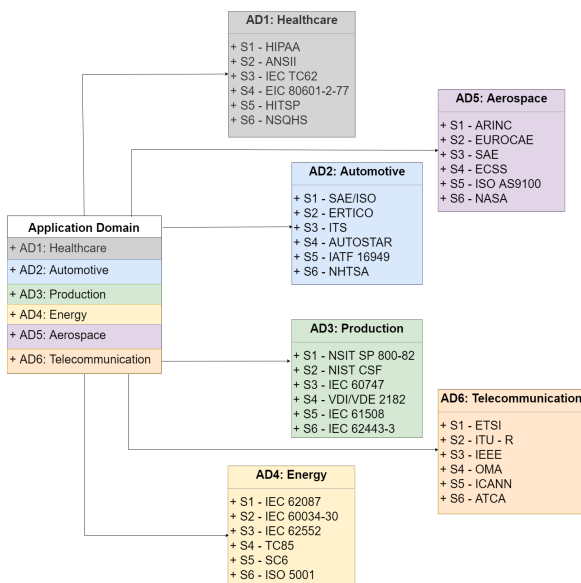 AD1: Healthcare
+ S1 - HIPAA
+ S2 - ANSII
+ S3 - IEC TC62
+ S4 - EIC 80601-2-77
+ S5 - HITSP
+ S6 - NSQHS
AD5: Aerospace
+ S1 - ARINC
+ S2 - EUROCAE
+ S3 - SAE
+ S4 - ECSS
+ S5 - ISO AS9100
+ S6 - NASA
AD2: Automotive
+ S1 - SAE/ISO
+ S2 - ERTICO
+ S3 - ITS
+ S4 - AUTOSTAR
+ S5 - IATF 16949
+ S6 - NHTSA
Application Domain
+ AD1: Healthcare
+ AD2: Automotive
+ AD3: Production
+ AD4: Energy
+ AD5: Aerospace
+ AD6: Telecommunication
AD3: Production
+ S1 - NSIT SP 800-82
+ S2 - NIST CSF
+ S3 - IEC 60747
+ S4 - VDI/VDE 2182
+ S5 - IEC 61508
+ S6 - IEC 62443-3
AD6: Telecommunication
+ S1 - ETSI
+ S2 - ITU - R
+ S3 - IEEE
+ S4 - OMA
+ S5 - ICANN
+ S6 - ATCA
AD4: Energy
+ S1 - IEC 62087
+ S2 - IEC 60034-30
+ S3 - IEC 62552
+ S4 - TC85
+ S5 - SC6
+ S6 - ISO 5001